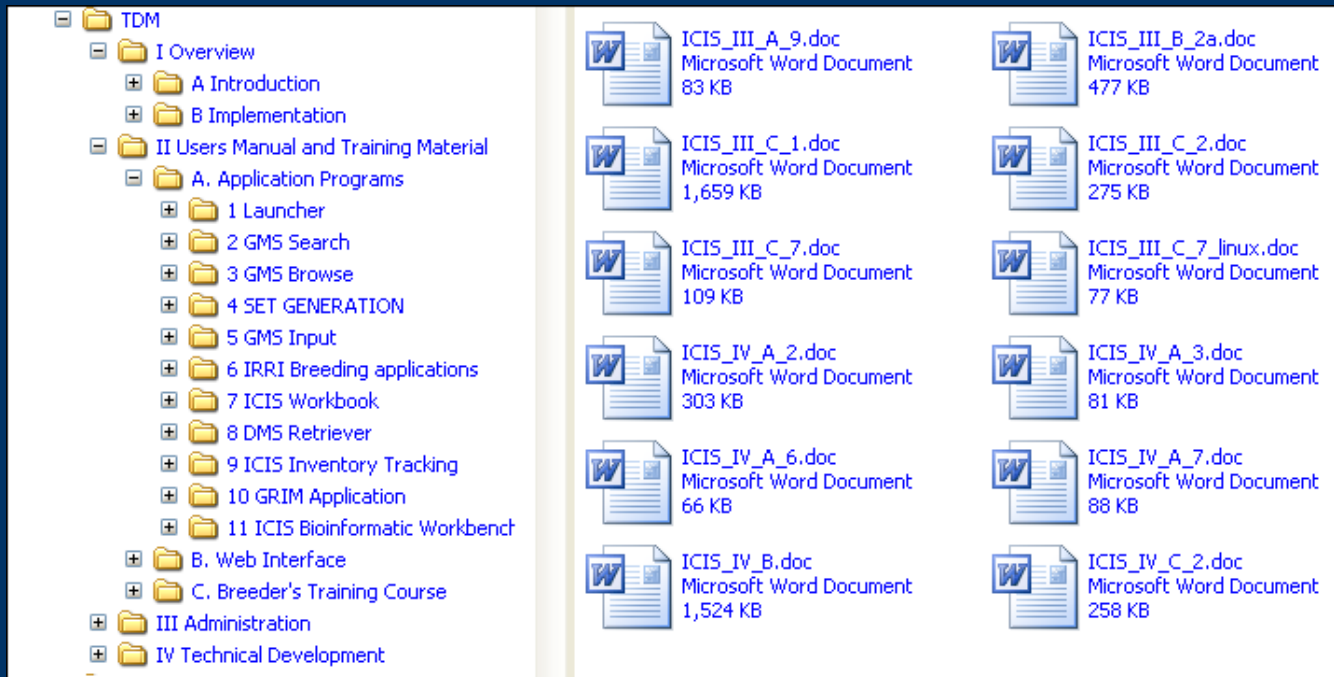 TDM
I Overview
A Introduction
B Implementation
II Users Manual and Training Material
A. Application Programs
1 Launcher
2 GMS Search
3 GMS Browse
4 SET GENERATION
5 GMS Input
6 IRRI Breeding applications
7 ICIS Workbook
8 DMS Retriever
9 ICIS Inventory Tracking
10 GRIM Application
11 ICIS Bioinformatic Workbench
B. Web Interface
C. Breeder's Training Course
III Administration
IV Technical Development
ICIS_III_A_9.doc
Microsoft Word Document
83 KB
ICIS_III_B_2a.doc
Microsoft Word Document
477 KB
ICIS_III_C_1.doc
Microsoft Word Document
1,659 KB
ICIS_III_C_2.doc
Microsoft Word Document
275 KB
ICIS_III_C_7.doc
Microsoft Word Document
109 KB
ICIS_III_C_7_linux.doc
Microsoft Word Document
77 KB
ICIS_IV_A_2.doc
Microsoft Word Document
303 KB
ICIS_IV_A_3.doc
Microsoft Word Document
81 KB
ICIS_IV_A_6.doc
Microsoft Word Document
66 KB
ICIS_IV_A_7.doc
Microsoft Word Document
88 KB
ICIS_IV_B.doc
Microsoft Word Document
1,524 KB
ICIS_IV_C_2.doc
Microsoft Word Document
258 KB